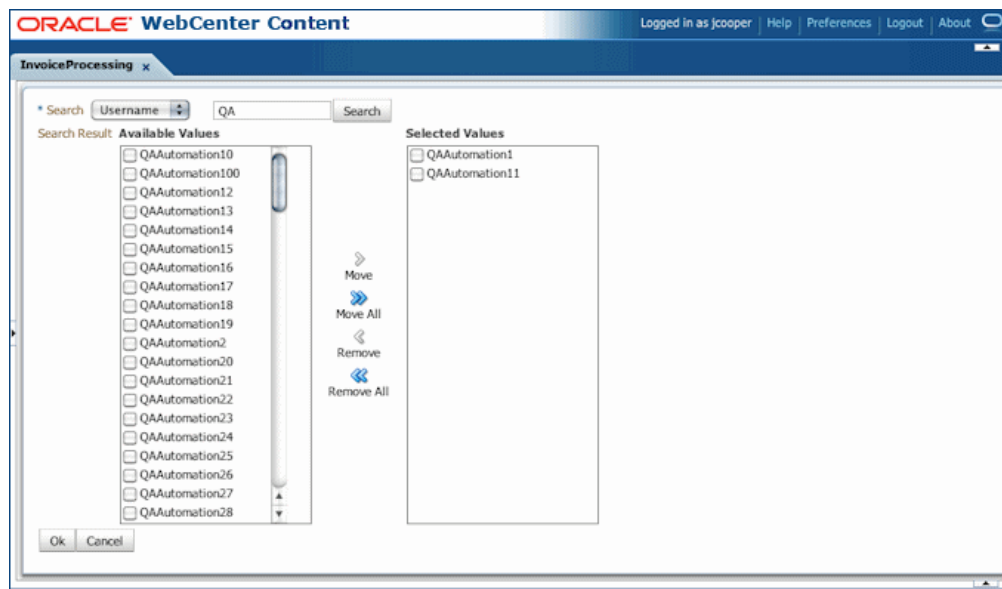 ORACLE WebCenter Content
Logged in as jcooper | Help | Preferences | Logout | About
InvoiceProcessing x
* Search Username QA Search
Search Result Available Values Selected Values
QAAutomation10
QAAutomation100
QAAutomation12
QAAutomation13
QAAutomation14
QAAutomation15
QAAutomation16
QAAutomation17
QAAutomation18
QAAutomation19
QAAutomation2
QAAutomation20
QAAutomation21
QAAutomation22
QAAutomation23
QAAutomation24
QAAutomation25
QAAutomation26
QAAutomation27
QAAutomation28
Move
Move All
Remove
Remove All
QAAutomation1
QAAutomation11
Ok Cancel